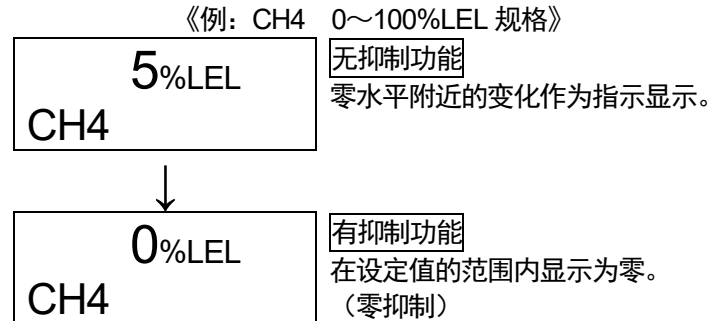 《例：CH4　0～100%LEL 规格》
5%LEL
CH4
无抑制功能
零水平附近的变化作为指示显示。
↓
0%LEL
CH4
有抑制功能
在设定值的范围内显示为零。
（零抑制）